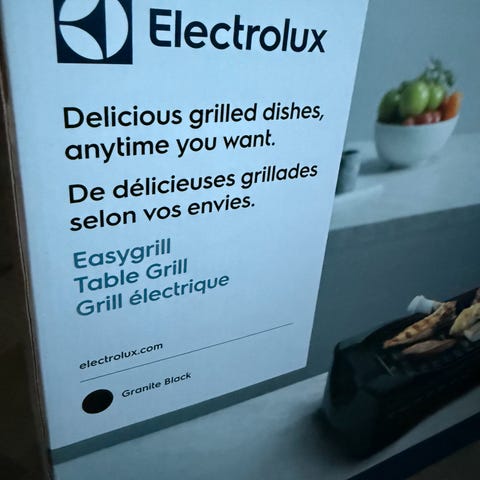 Electrolux
Delicious grilled dishes,
anytime you want.
De délicieuses grillades
selon vos envies.
Easygrill
Table Grill
Grill électrique
electrolux.com
Granite Black